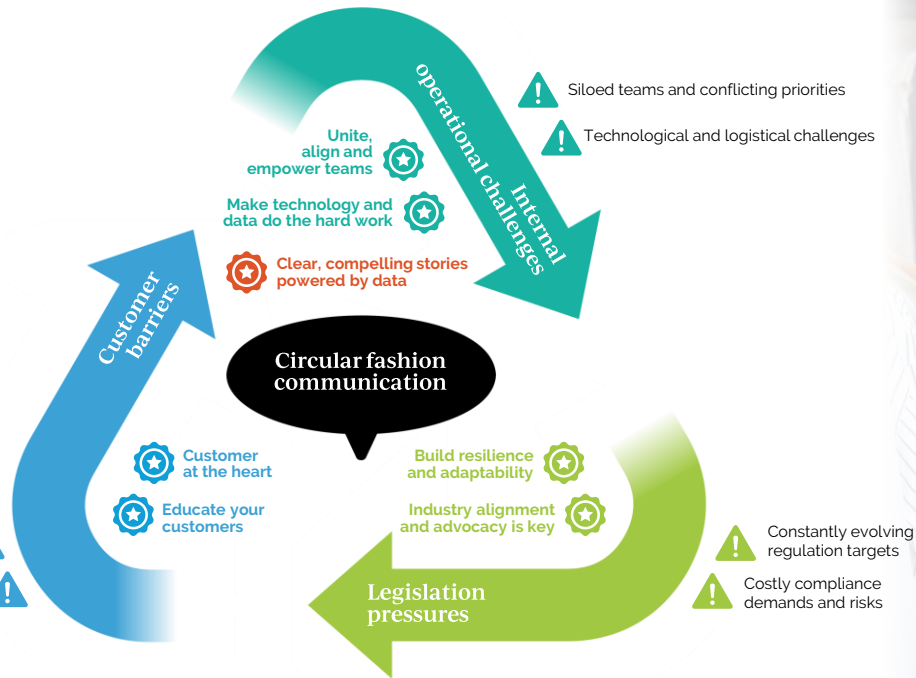 Siloed teams and conflicting priorities
Technological and logistical challenges
Internal
operational challenges
Unite,
align and
empower teams
Make technology and
data do the hard work
Clear, compelling stories
powered by data
Customer
barriers
Circular fashion
communication
Customer
at the heart
Educate your
customers
Build resilience
and adaptability
Industry alignment
and advocacy is key
Constantly evolving
regulation targets
Costly compliance
demands and risks
Legislation
pressures